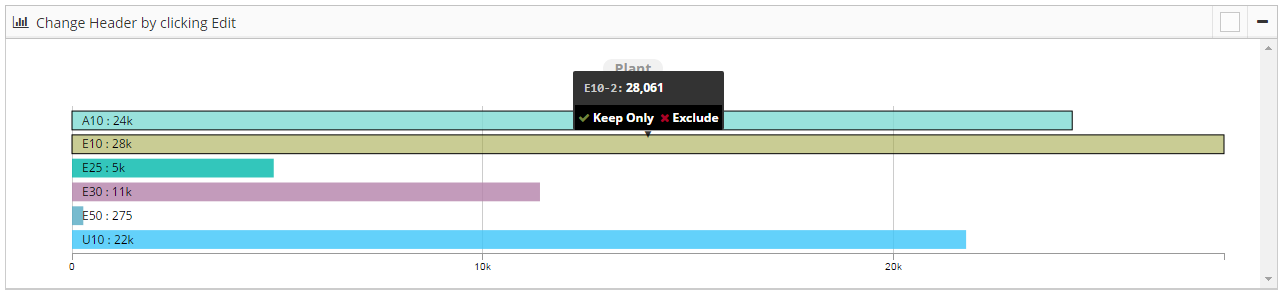 Change Header by clicking Edit
Plant
E10-2: 28,061
Keep Only Exclude
A10 : 24k
E10 : 28k
E25 : 5k
E30 : 11k
E50 : 275
U10 : 22k
0 10k 20k